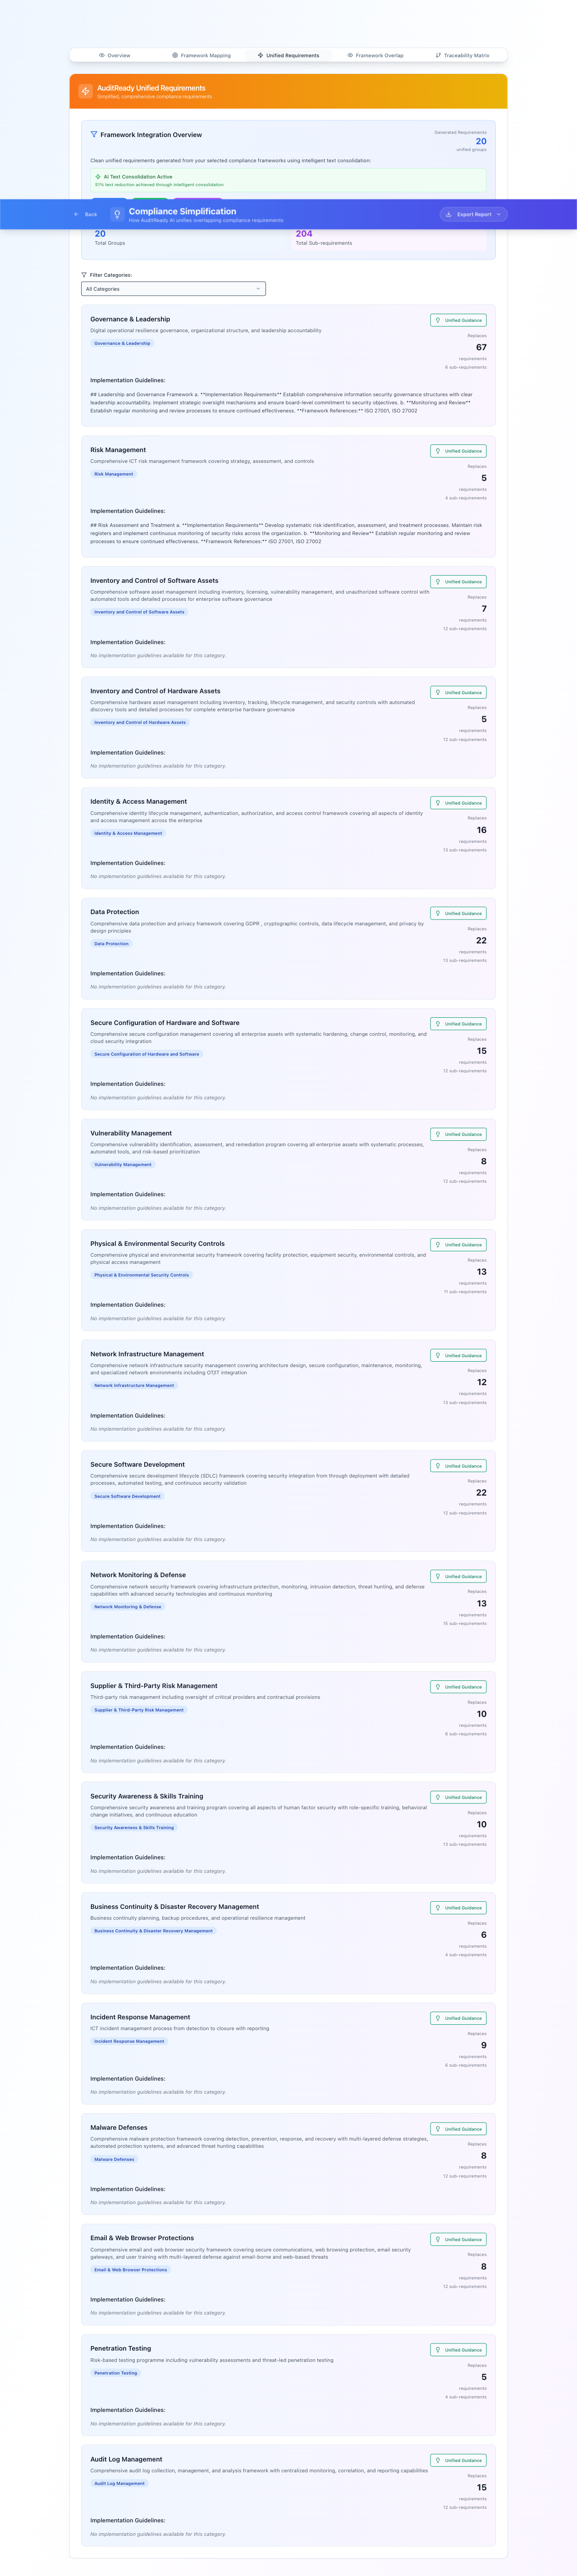 Overview
Framework Mapping
Unified Requirements
Framework Overlap
Traceability Matrix
AuditReady Unified Requirements
Simplified, comprehensive compliance requirements
Framework Integration Overview
Generated Requirements
20
unified groups
Clean unified requirements generated from your selected compliance frameworks using intelligent text consolidation:
AI Text Consolidation Active
51% text reduction achieved through intelligent consolidation
Back
Compliance Simplification
How AuditReady AI unifies overlapping compliance requirements
Export Report
20
Total Groups
204
Total Sub-requirements
Filter Categories:
All Categories
Governance & Leadership
Digital operational resilience governance, organizational structure, and leadership accountability
Governance & Leadership
Unified Guidance
Replaces
67
requirements
6 sub-requirements
Implementation Guidelines:
## Leadership and Governance Framework a. **Implementation Requirements** Establish comprehensive information security governance structures with clear
leadership accountability. Implement strategic oversight mechanisms and ensure board-level commitment to security objectives. b. **Monitoring and Review**
Establish regular monitoring and review processes to ensure continued effectiveness. **Framework References:** ISO 27001, ISO 27002
Risk Management
Comprehensive ICT risk management framework covering strategy, assessment, and controls
Risk Management
Unified Guidance
Replaces
5
requirements
4 sub-requirements
Implementation Guidelines:
## Risk Assessment and Treatment a. **Implementation Requirements** Develop systematic risk identification, assessment, and treatment processes. Maintain risk
registers and implement continuous monitoring of security risks across the organization. b. **Monitoring and Review** Establish regular monitoring and review
processes to ensure continued effectiveness. **Framework References:** ISO 27001, ISO 27002
Inventory and Control of Software Assets
Comprehensive software asset management including inventory, licensing, vulnerability management, and unauthorized software control with
automated tools and detailed processes for enterprise software governance
Inventory and Control of Software Assets
Unified Guidance
Replaces
7
requirements
12 sub-requirements
Implementation Guidelines:
No implementation guidelines available for this category.
Inventory and Control of Hardware Assets
Comprehensive hardware asset management including inventory, tracking, lifecycle management, and security controls with automated
discovery tools and detailed processes for complete enterprise hardware governance
Inventory and Control of Hardware Assets
Unified Guidance
Replaces
5
requirements
12 sub-requirements
Implementation Guidelines:
No implementation guidelines available for this category.
Identity & Access Management
Comprehensive identity lifecycle management, authentication, authorization, and access control framework covering all aspects of identity
and access management across the enterprise
Identity & Access Management
Unified Guidance
Replaces
16
requirements
13 sub-requirements
Implementation Guidelines:
No implementation guidelines available for this category.
Data Protection
Comprehensive data protection and privacy framework covering GDPR , cryptographic controls, data lifecycle management, and privacy by
design principles
Data Protection
Unified Guidance
Replaces
22
requirements
13 sub-requirements
Implementation Guidelines:
No implementation guidelines available for this category.
Secure Configuration of Hardware and Software
Comprehensive secure configuration management covering all enterprise assets with systematic hardening, change control, monitoring, and
cloud security integration
Secure Configuration of Hardware and Software
Unified Guidance
Replaces
15
requirements
12 sub-requirements
Implementation Guidelines:
No implementation guidelines available for this category.
Vulnerability Management
Comprehensive vulnerability identification, assessment, and remediation program covering all enterprise assets with systematic processes,
automated tools, and risk-based prioritization
Vulnerability Management
Unified Guidance
Replaces
8
requirements
12 sub-requirements
Implementation Guidelines:
No implementation guidelines available for this category.
Physical & Environmental Security Controls
Comprehensive physical and environmental security framework covering facility protection, equipment security, environmental controls, and
physical access management
Physical & Environmental Security Controls
Unified Guidance
Replaces
13
requirements
11 sub-requirements
Implementation Guidelines:
No implementation guidelines available for this category.
Network Infrastructure Management
Comprehensive network infrastructure security management covering architecture design, secure configuration, maintenance, monitoring,
and specialized network environments including OT/IT integration
Network Infrastructure Management
Unified Guidance
Replaces
12
requirements
13 sub-requirements
Implementation Guidelines:
No implementation guidelines available for this category.
Secure Software Development
Comprehensive secure development lifecycle (SDLC) framework covering security integration from through deployment with detailed
processes, automated testing, and continuous security validation
Secure Software Development
Unified Guidance
Replaces
22
requirements
12 sub-requirements
Implementation Guidelines:
No implementation guidelines available for this category.
Network Monitoring & Defense
Comprehensive network security framework covering infrastructure protection, monitoring, intrusion detection, threat hunting, and defense
capabilities with advanced security technologies and continuous monitoring
Network Monitoring & Defense
Unified Guidance
Replaces
13
requirements
15 sub-requirements
Implementation Guidelines:
No implementation guidelines available for this category.
Supplier & Third-Party Risk Management
Third-party risk management including oversight of critical providers and contractual provisions
Supplier & Third-Party Risk Management
Unified Guidance
Replaces
10
requirements
6 sub-requirements
Implementation Guidelines:
No implementation guidelines available for this category.
Security Awareness & Skills Training
Comprehensive security awareness and training program covering all aspects of human factor security with role-specific training, behavioral
change initiatives, and continuous education
Security Awareness & Skills Training
Unified Guidance
Replaces
10
requirements
13 sub-requirements
Implementation Guidelines:
No implementation guidelines available for this category.
Business Continuity & Disaster Recovery Management
Business continuity planning, backup procedures, and operational resilience management
Business Continuity & Disaster Recovery Management
Unified Guidance
Replaces
6
requirements
4 sub-requirements
Implementation Guidelines:
No implementation guidelines available for this category.
Incident Response Management
ICT incident management process from detection to closure with reporting
Incident Response Management
Unified Guidance
Replaces
9
requirements
6 sub-requirements
Implementation Guidelines:
No implementation guidelines available for this category.
Malware Defenses
Comprehensive malware protection framework covering detection, prevention, response, and recovery with multi-layered defense strategies,
automated protection systems, and advanced threat hunting capabilities
Malware Defenses
Unified Guidance
Replaces
8
requirements
12 sub-requirements
Implementation Guidelines:
No implementation guidelines available for this category.
Email & Web Browser Protections
Comprehensive email and web browser security framework covering secure communications, web browsing protection, email security
gateways, and user training with multi-layered defense against email-borne and web-based threats
Email & Web Browser Protections
Unified Guidance
Replaces
8
requirements
12 sub-requirements
Implementation Guidelines:
No implementation guidelines available for this category.
Penetration Testing
Risk-based testing programme including vulnerability assessments and threat-led penetration testing
Penetration Testing
Unified Guidance
Replaces
5
requirements
4 sub-requirements
Implementation Guidelines:
No implementation guidelines available for this category.
Audit Log Management
Comprehensive audit log collection, management, and analysis framework with centralized monitoring, correlation, and reporting capabilities
Audit Log Management
Unified Guidance
Replaces
15
requirements
12 sub-requirements
Implementation Guidelines:
No implementation guidelines available for this category.